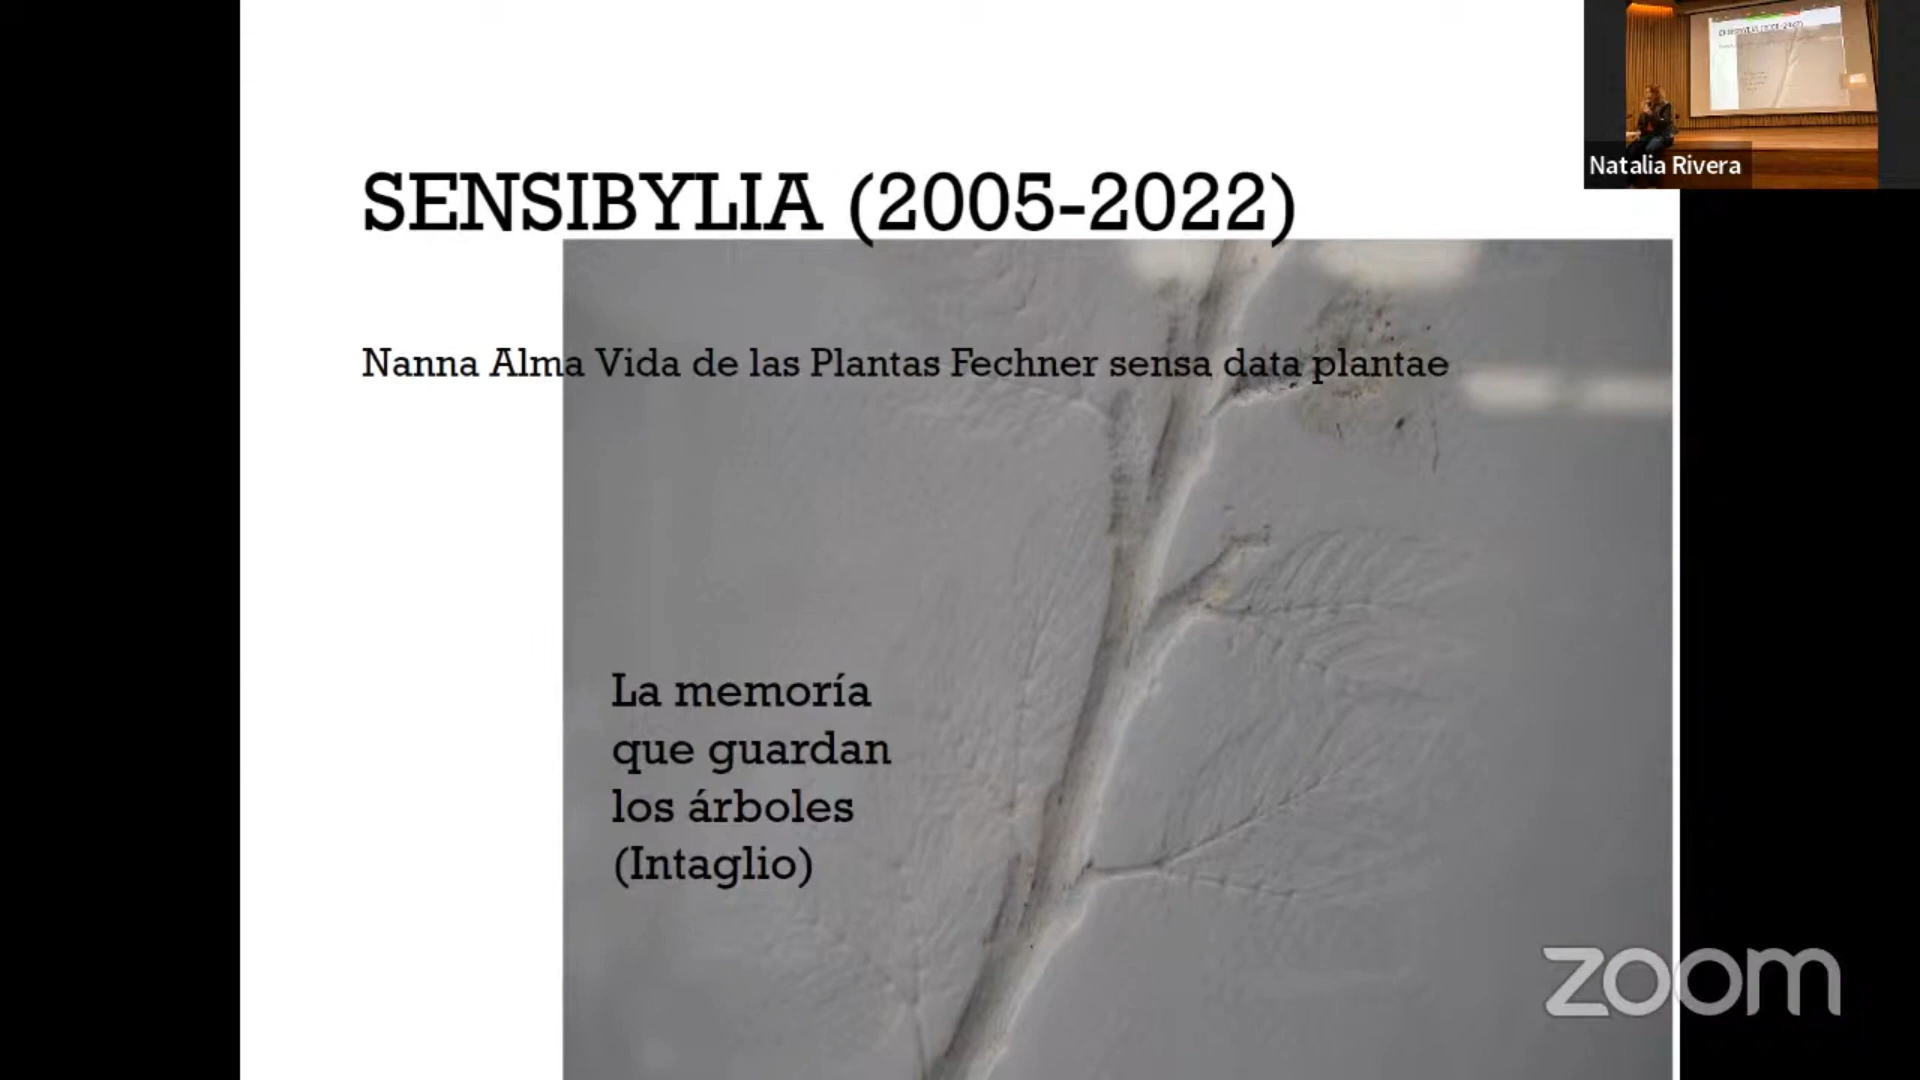 SENSIBYLIA (2005-2022)
Natalia Rivera
Nanna Alma Vida de las Plantas Fechner sensa data plantae
La memoría
que guardan
los árboles
(Intaglio)
zoom